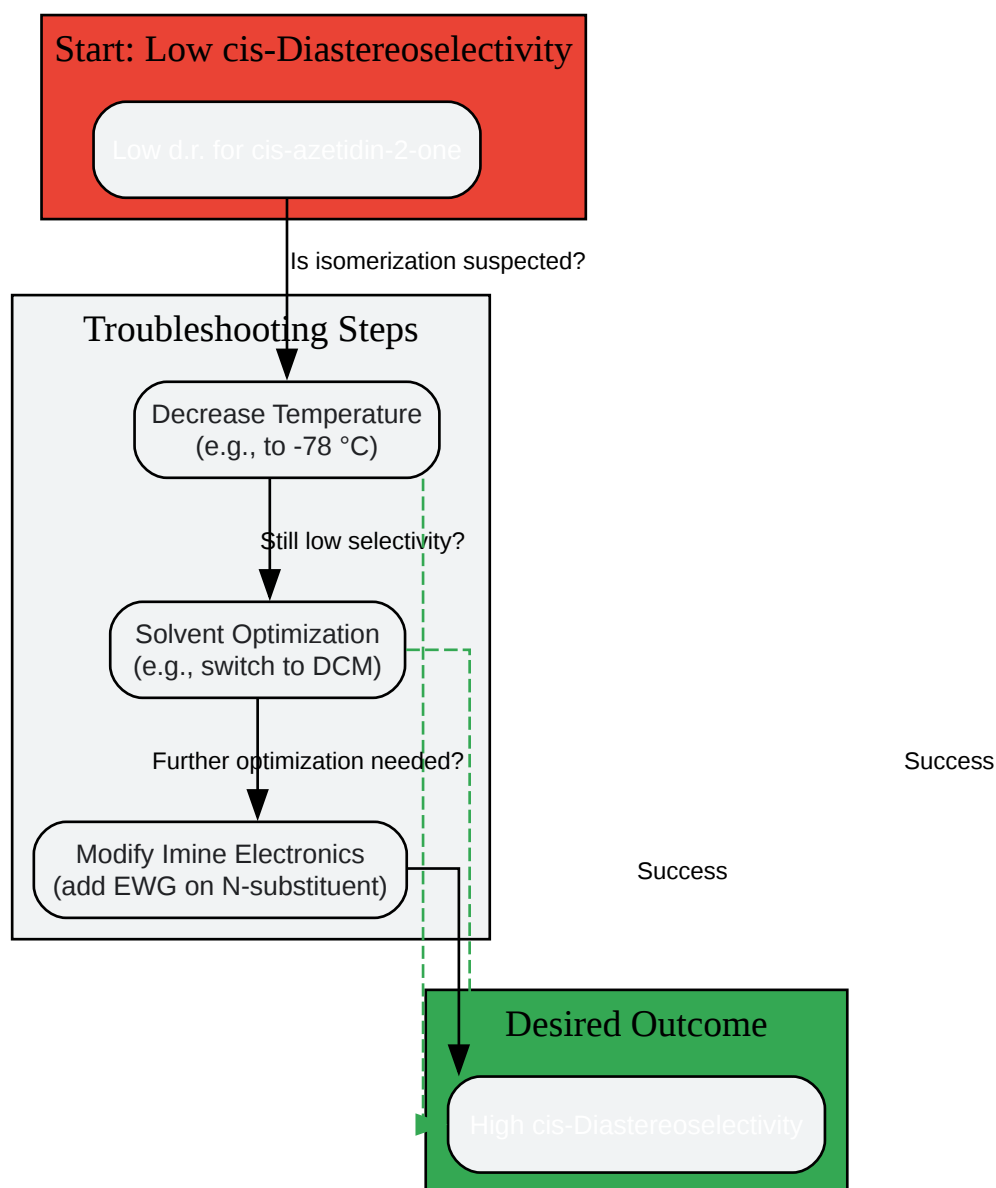 Start: Low cis-Diastereoselectivity
Low d.r. for cis-azetidin-2-one
Is isomerization suspected?
Troubleshooting Steps
Decrease Temperature
(e.g., to -78 °C)
Still low selectivity?
Solvent Optimization
(e.g., switch to DCM)
Further optimization needed?
Success
Modify Imine Electronics
(add EWG on N-substituent)
Success
Desired Outcome
High cis-Diastereoselectivity